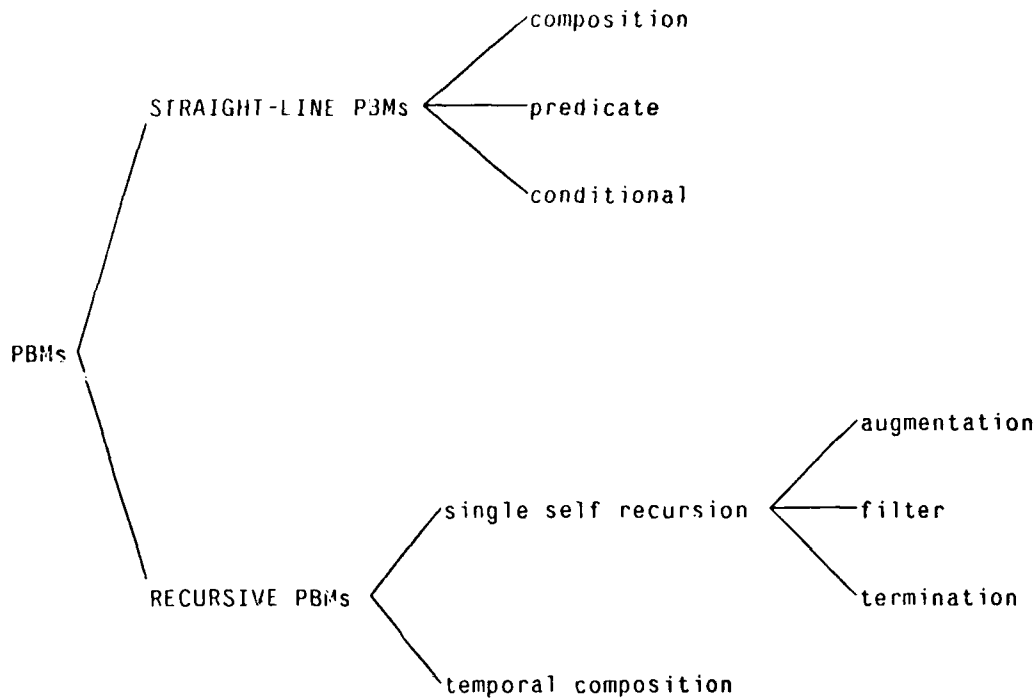 composition
STRAIGHT-LINE PBMs
predicate
conditional
PBMs
augmentation
single self recursion
filter
RECURSIVE PBMs
termination
temporal composition